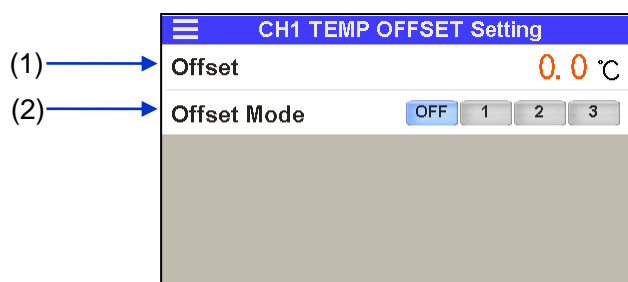 CH1 TEMP OFFSET Setting
(1) Offset 0.0 ℃
(2) Offset Mode OFF 1 2 3